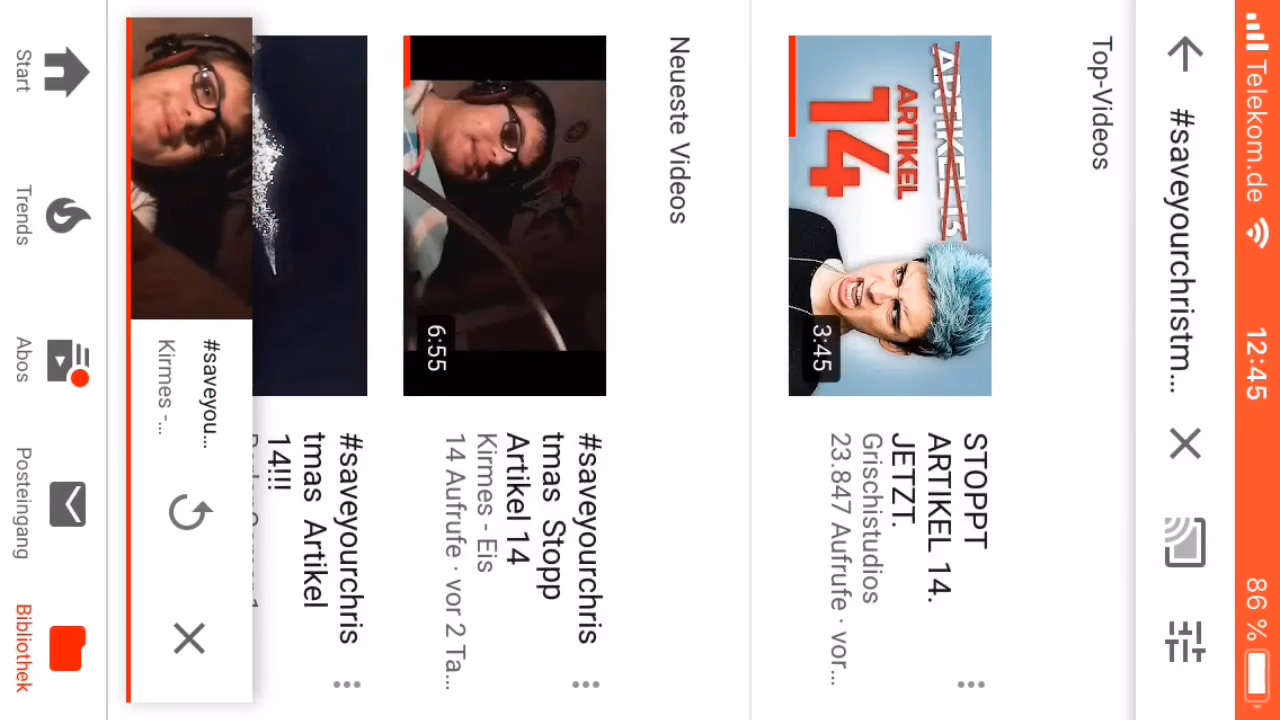 Telekom.de
12:45
86 %
#saveyourchristm...
Top-Videos
ARTIKEL 13
ARTIKEL
14
3:45
STOPPT
ARTIKEL 14.
JETZT.
Grischistudios
23.847 Aufrufe · vor...
Neueste Videos
6:55
#saveyourchris
tmas Stopp
Artikel 14
Kirmes - Eis
14 Aufrufe · vor 2 Ta...
#saveyourchris
tmas Artikel
14!!!
#saveyou...
Kirmes -...
Start
Trends
Abos
Posteingang
Bibliothek